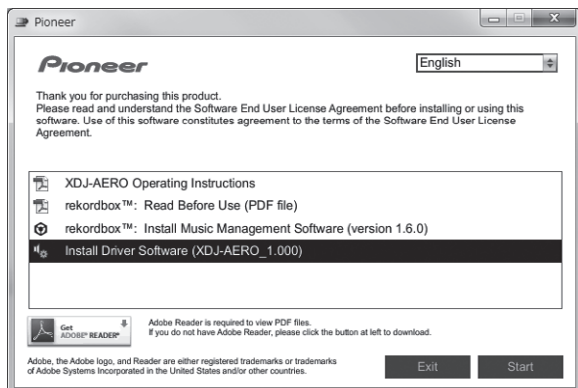 Pioneer
Pioneer
English
Thank you for purchasing this product.
Please read and understand the Software End User License Agreement before installing or using this
software. Use of this software constitutes agreement to the terms of the Software End User License
Agreement.
XDJ-AERO Operating Instructions
rekordbox™: Read Before Use (PDF file)
rekordbox™: Install Music Management Software (version 1.6.0)
Install Driver Software (XDJ-AERO_1.000)
Get
ADOBE® READER®
Adobe Reader is required to view PDF files.
If you do not have Adobe Reader, please click the button at left to download.
Adobe, the Adobe logo, and Reader are either registered trademarks or trademarks
of Adobe Systems Incorporated in the United States and/or other countries.
Exit
Start